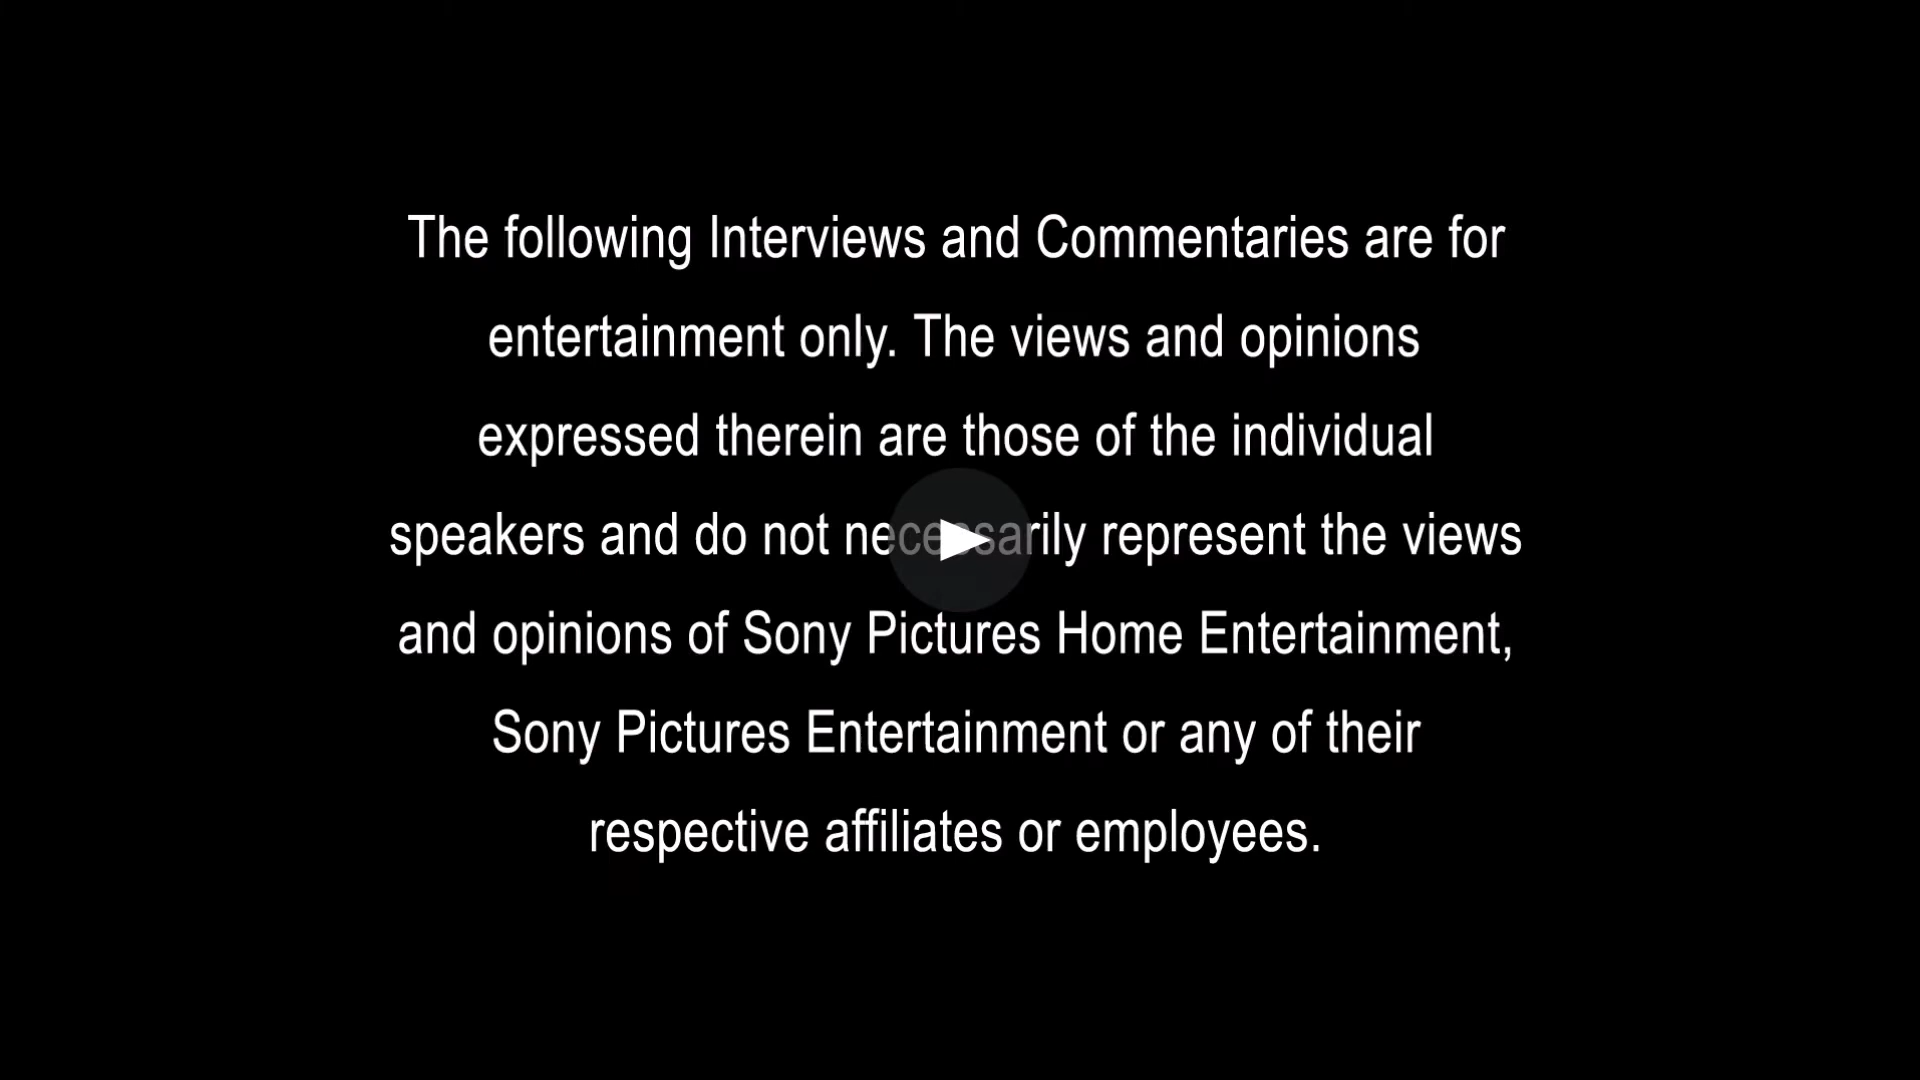 The following Interviews and Commentaries are for
entertainment only. The views and opinions
expressed therein are those of the individual
speakers and do not necessarily represent the views
and opinions of Sony Pictures Home Entertainment,
Sony Pictures Entertainment or any of their
respective affiliates or employees.